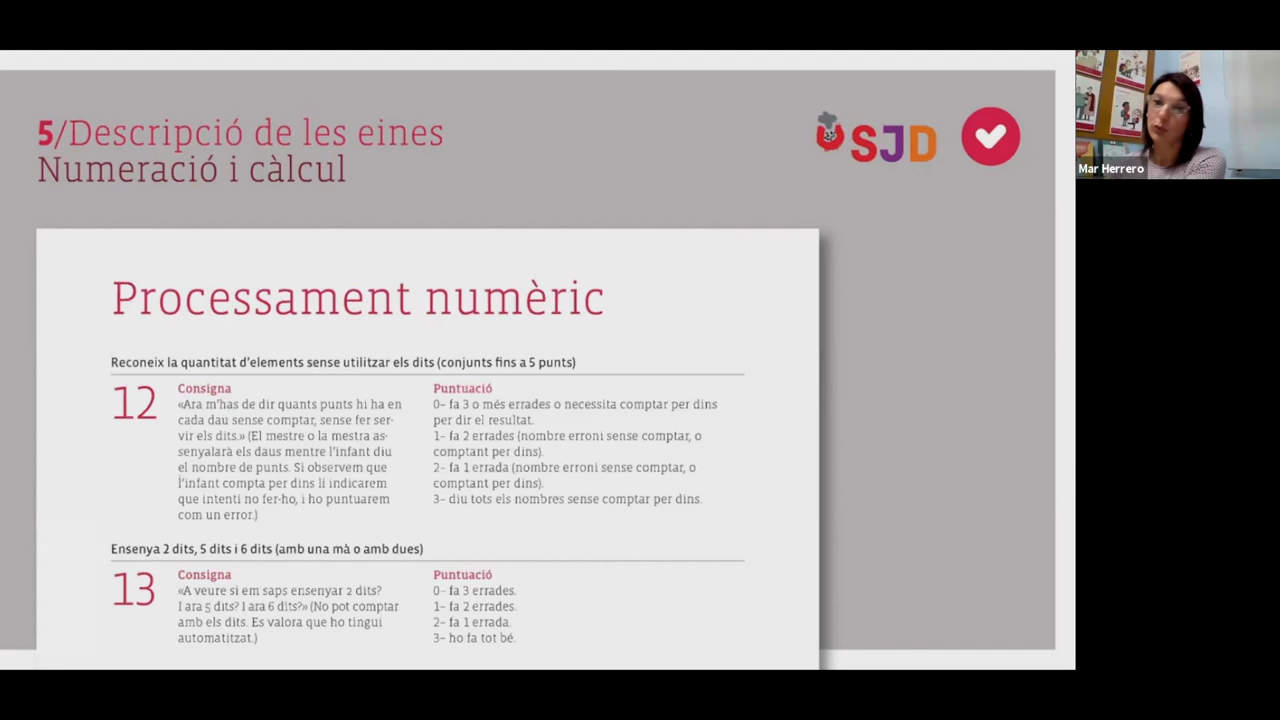 5/Descripció de les eines
Numeració i càlcul
SJD
Mar Herrero
Processament numèric
Reconeix la quantitat d'elements sense utilitzar els dits (conjunts fins a 5 punts)
12
Consigna
«Ara m'has de dir quants punts hi ha en
cada dau sense comptar, sense fer ser-
vir els dits.» (El mestre o la mestra as-
senyalarà els daus mentre l'infant diu
el nombre de punts. Si observem que
l'infant compta per dins li indicarem
que intenti no fer-ho, i ho puntuarem
com un error.)
Puntuació
0– fa 3 o més errades o necessita comptar per dins
per dir el resultat.
1– fa 2 errades (nombre erroni sense comptar, o
comptant per dins).
2– fa 1 errada (nombre erroni sense comptar, o
comptant per dins).
3– diu tots els nombres sense comptar per dins.
Ensenya 2 dits, 5 dits i 6 dits (amb una mà o amb dues)
13
Consigna
«A veure si em saps ensenyar 2 dits?
I ara 5 dits? I ara 6 dits?» (No pot comptar
amb els dits. Es valora que ho tingui
automatitzat.)
Puntuació
0– fa 3 errades.
1– fa 2 errades.
2– fa 1 errada.
3– ho fa tot bé.